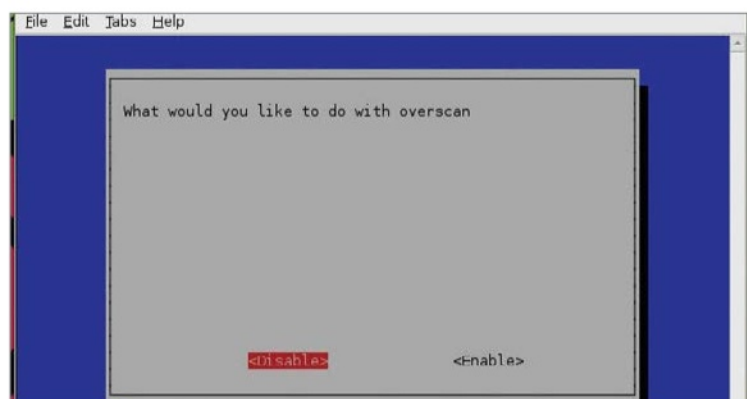 File Edit Tabs Help
What would you like to do with overscan
<Disable> <Enable>